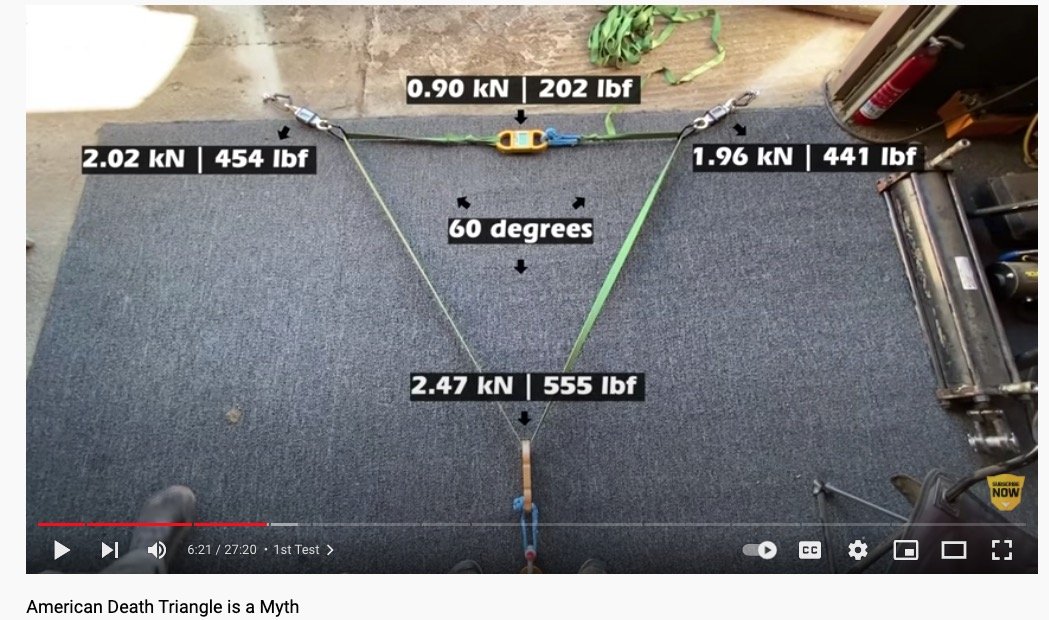 0.90 kN | 202 lbf
2.02 kN | 454 lbf
1.96 kN | 441 lbf
60 degrees
2.47 kN | 555 lbf
SUBSCRIBE
NOW
6:21 / 27:20 • 1st Test
CC
American Death Triangle is a Myth